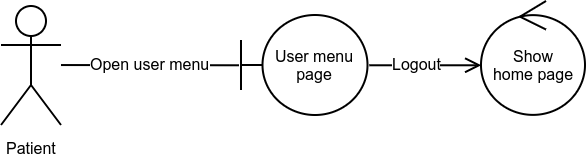 Open user menu
User menu
page
Logout
Show
home page
Patient